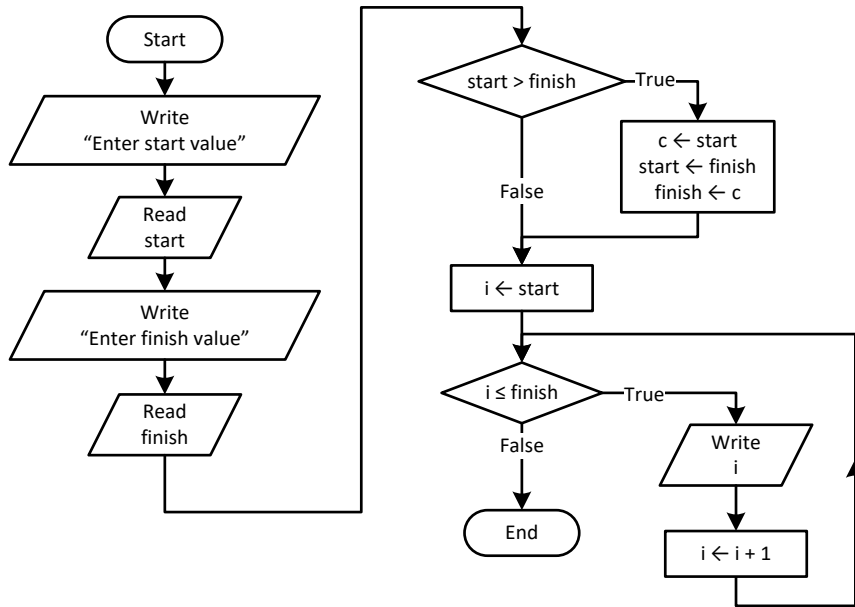 Start
Write
“Enter start value”
Read
start
Write
“Enter finish value”
Read
finish
start > finish
True
c ← start
start ← finish
finish ← c
False
i ← start
i ≤ finish
True
Write
i
i ← i + 1
False
End